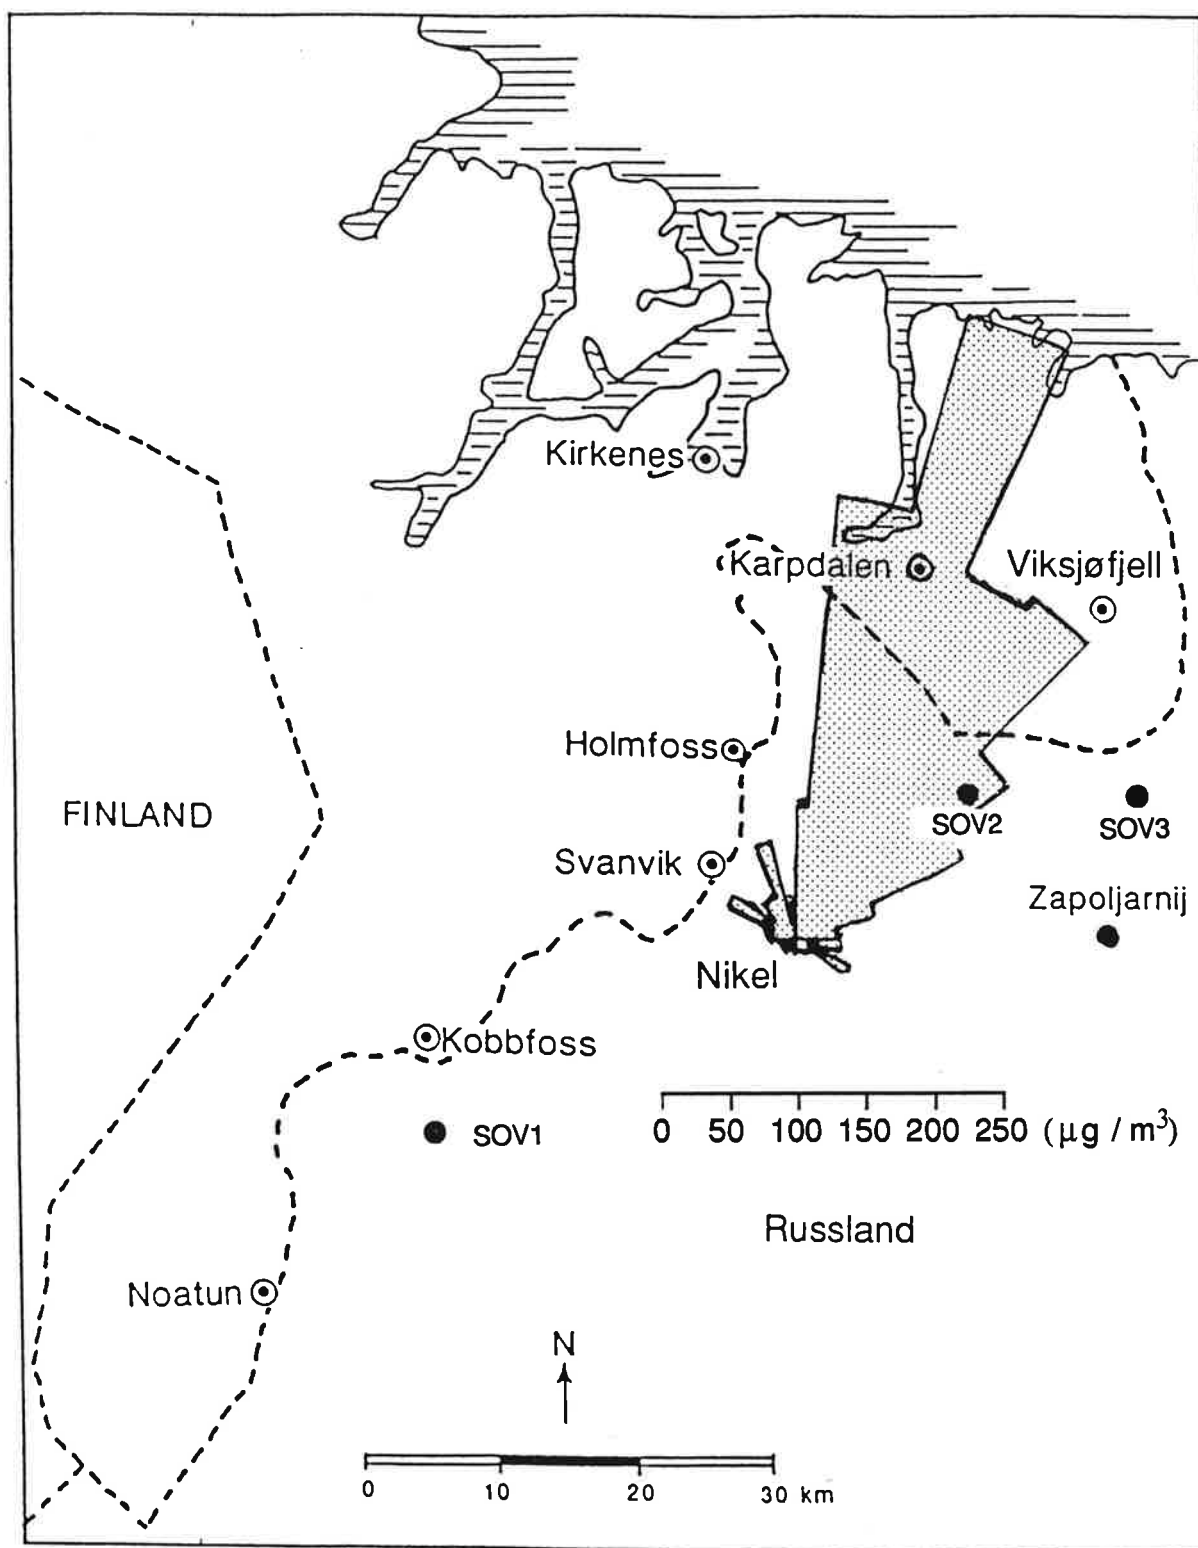 Kirkenes
Karpdalen
Viksjøfjell
Holmfoss
FINLAND
SOV2
SOV3
Svanvik
Zapoljarnij
Nikel
Kobbfoss
SOV1
0 50 100 150 200 250 (µg / m³)
Russland
Noatun
N
0 10 20 30 km